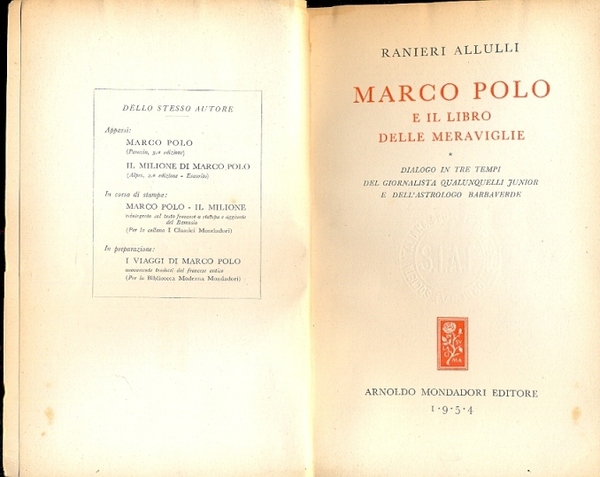 DELLO STESSO AUTORE
Apparsi:
MARCO POLO
(Paravia, 3.a edizione)
IL MILIONE DI MARCO POLO
(Alpes, 2.a edizione - Esaurito)
In corso di stampa:
MARCO POLO - IL MILIONE
reintegrato sul testo francese a stampa e aggiunte
del Ramusio
(Per la collana I Classici Mondadori)
In preparazione:
I VIAGGI DI MARCO POLO
nuovamente tradotti dal francese antico
(Per la Biblioteca Moderna Mondadori)
RANIERI ALLULLI
MARCO POLO
E IL LIBRO
DELLE MERAVIGLIE
*
DIALOGO IN TRE TEMPI
DEL GIORNALISTA QUALUNQUELLI JUNIOR
E DELL'ASTROLOGO BARBAVERDE
ARNOLDO MONDADORI EDITORE
1·9·5·4